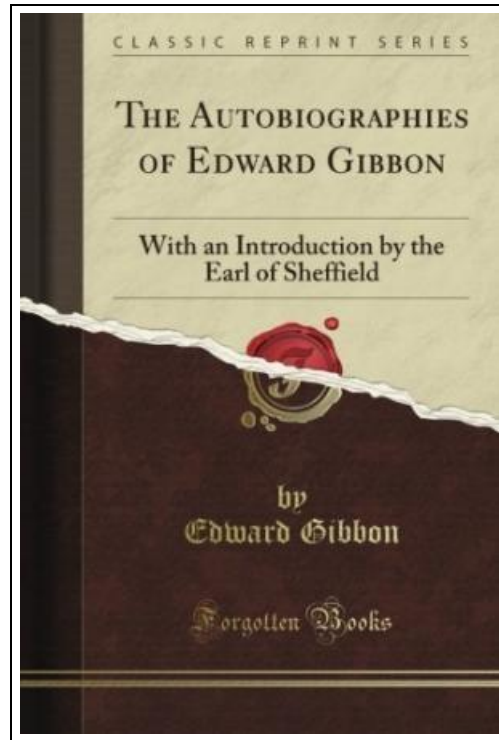 CLASSIC REPRINT SERIES
THE AUTOBIOGRAPHIES
OF EDWARD GIBBON
With an Introduction by the
Earl of Sheffield
by
Edward Gibbon
Forgotten Books